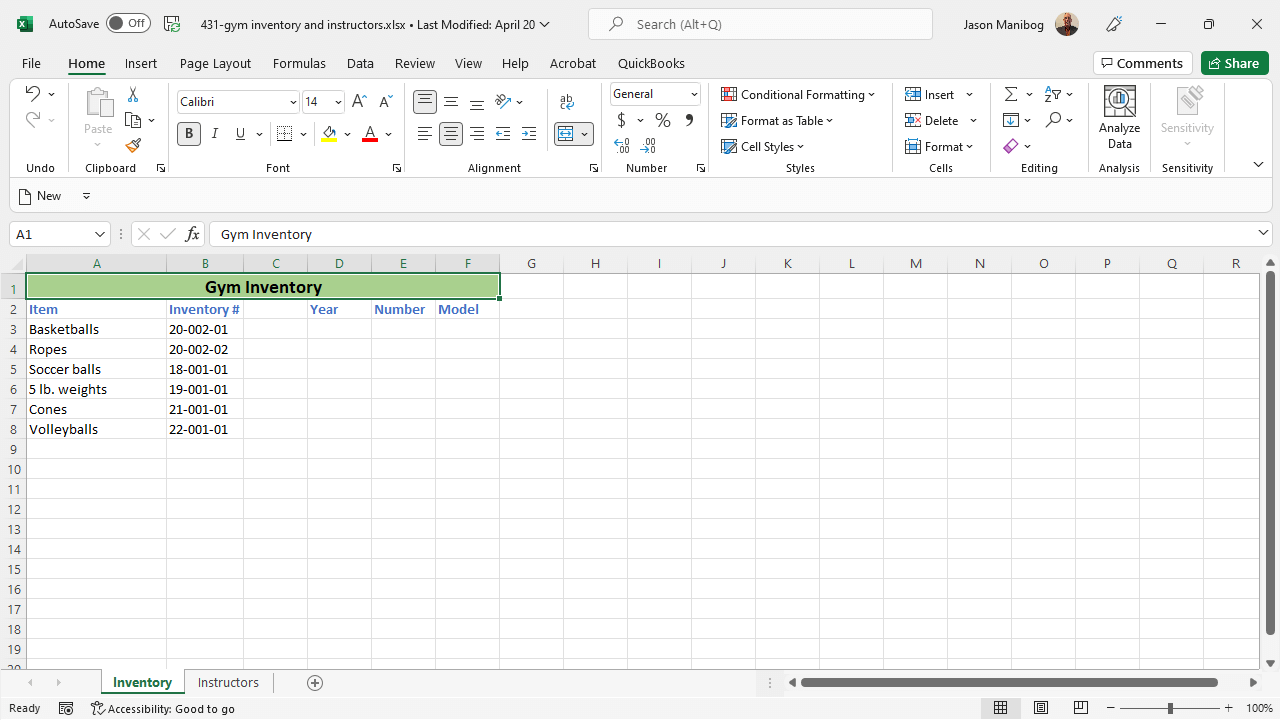 AutoSave Off 431-gym inventory and instructors.xlsx • Last Modified: April 20 Search (Alt+Q) Jason Manibog
File Home Insert Page Layout Formulas Data Review View Help Acrobat QuickBooks Comments Share
Calibri 14 General Conditional Formatting Insert
Paste Format as Table Delete Analyze Data Sensitivity
Cell Styles Format
Undo Clipboard Font Alignment Number Styles Cells Editing Analysis Sensitivity
New
A1 fx Gym Inventory
A B C D E F G H I J K L M N O P Q R
1 Gym Inventory
2 Item Inventory # Year Number Model
3 Basketballs 20-002-01
4 Ropes 20-002-02
5 Soccer balls 18-001-01
6 5 lb. weights 19-001-01
7 Cones 21-001-01
8 Volleyballs 22-001-01
9
10
11
12
13
14
15
16
17
18
19
20
Inventory Instructors
Ready Accessibility: Good to go 100%